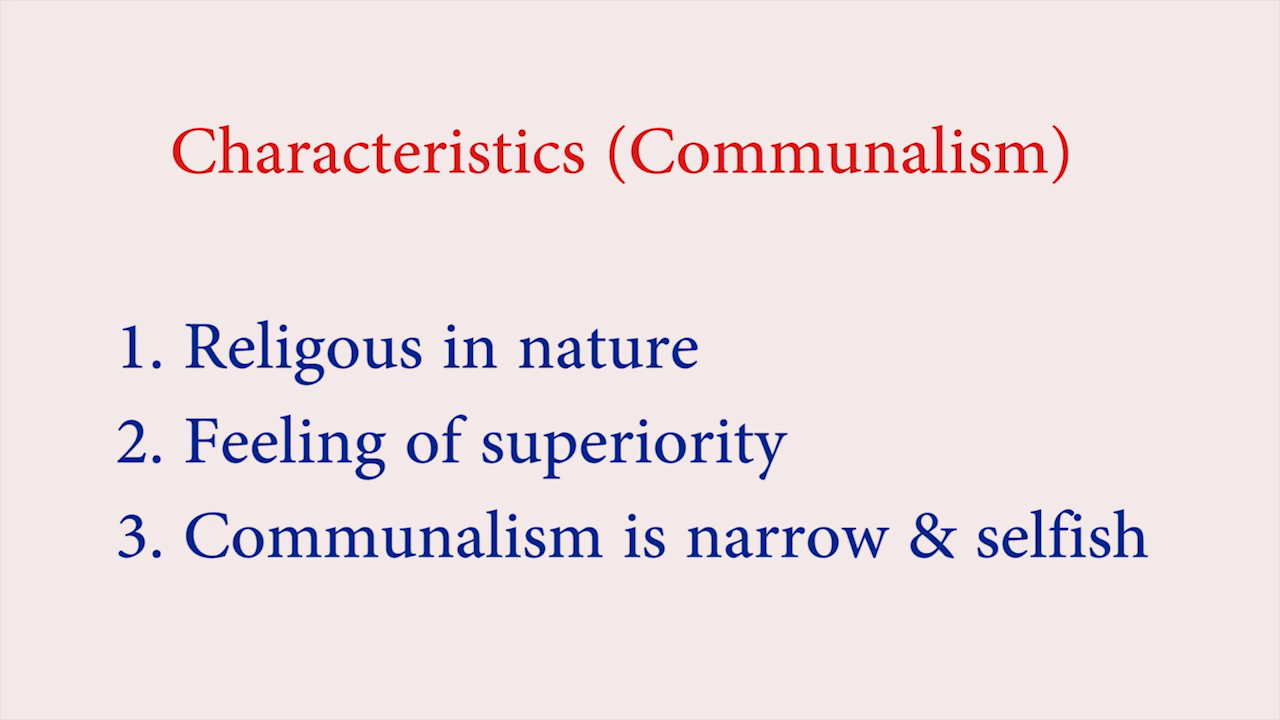 Characteristics (Communalism)
1. Religous in nature
2. Feeling of superiority
3. Communalism is narrow & selfish